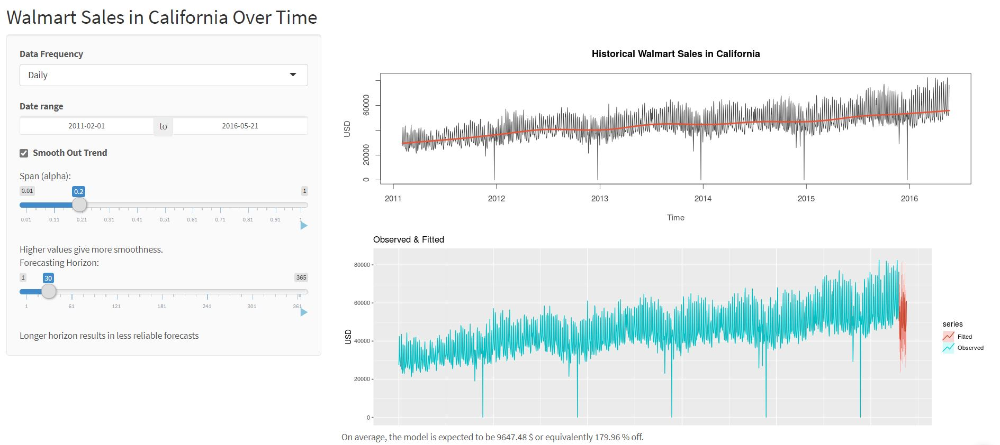 Walmart Sales in California Over Time
Data Frequency
Daily
Date range
2011-02-01 to 2016-05-21
Smooth Out Trend
Span (alpha):
0.01 0.2 1
0.01 0.11 0.21 0.31 0.41 0.51 0.61 0.71 0.81 0.91 1
Higher values give more smoothness.
Forecasting Horizon:
1 30 365
1 61 121 181 241 301 361
Longer horizon results in less reliable forecasts
Historical Walmart Sales in California
USD
60000
20000
0
2011 2012 2013 2014 2015 2016
Time
Observed & Fitted
USD
80000
60000
40000
20000
0
series
Fitted
Observed
On average, the model is expected to be 9647.48 $ or equivalently 179.96 % off.